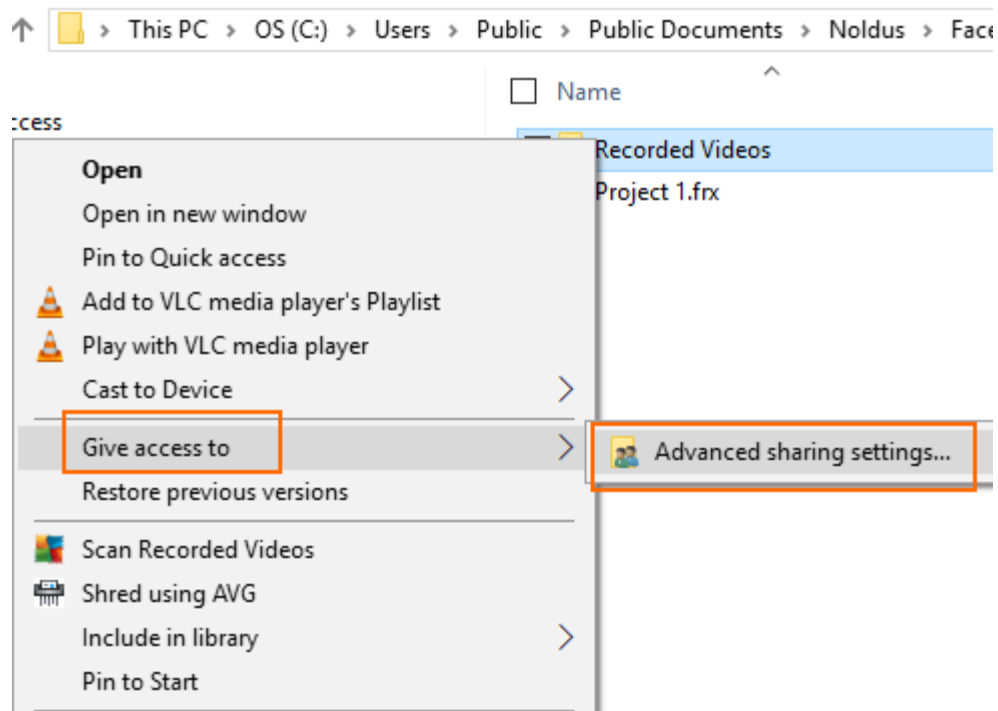 This PC > OS (C:) > Users > Public > Public Documents > Noldus > Face
Name
ccess
Recorded Videos
Project 1.frx
Open
Open in new window
Pin to Quick access
Add to VLC media player's Playlist
Play with VLC media player
Cast to Device
Give access to
Advanced sharing settings...
Restore previous versions
Scan Recorded Videos
Shred using AVG
Include in library
Pin to Start